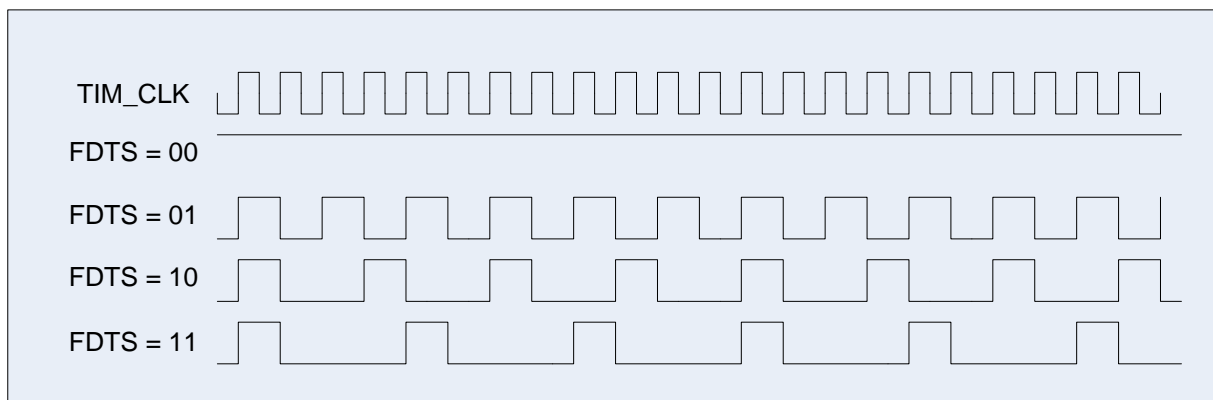 TIM_CLK
FDTS = 00
FDTS = 01
FDTS = 10
FDTS = 11